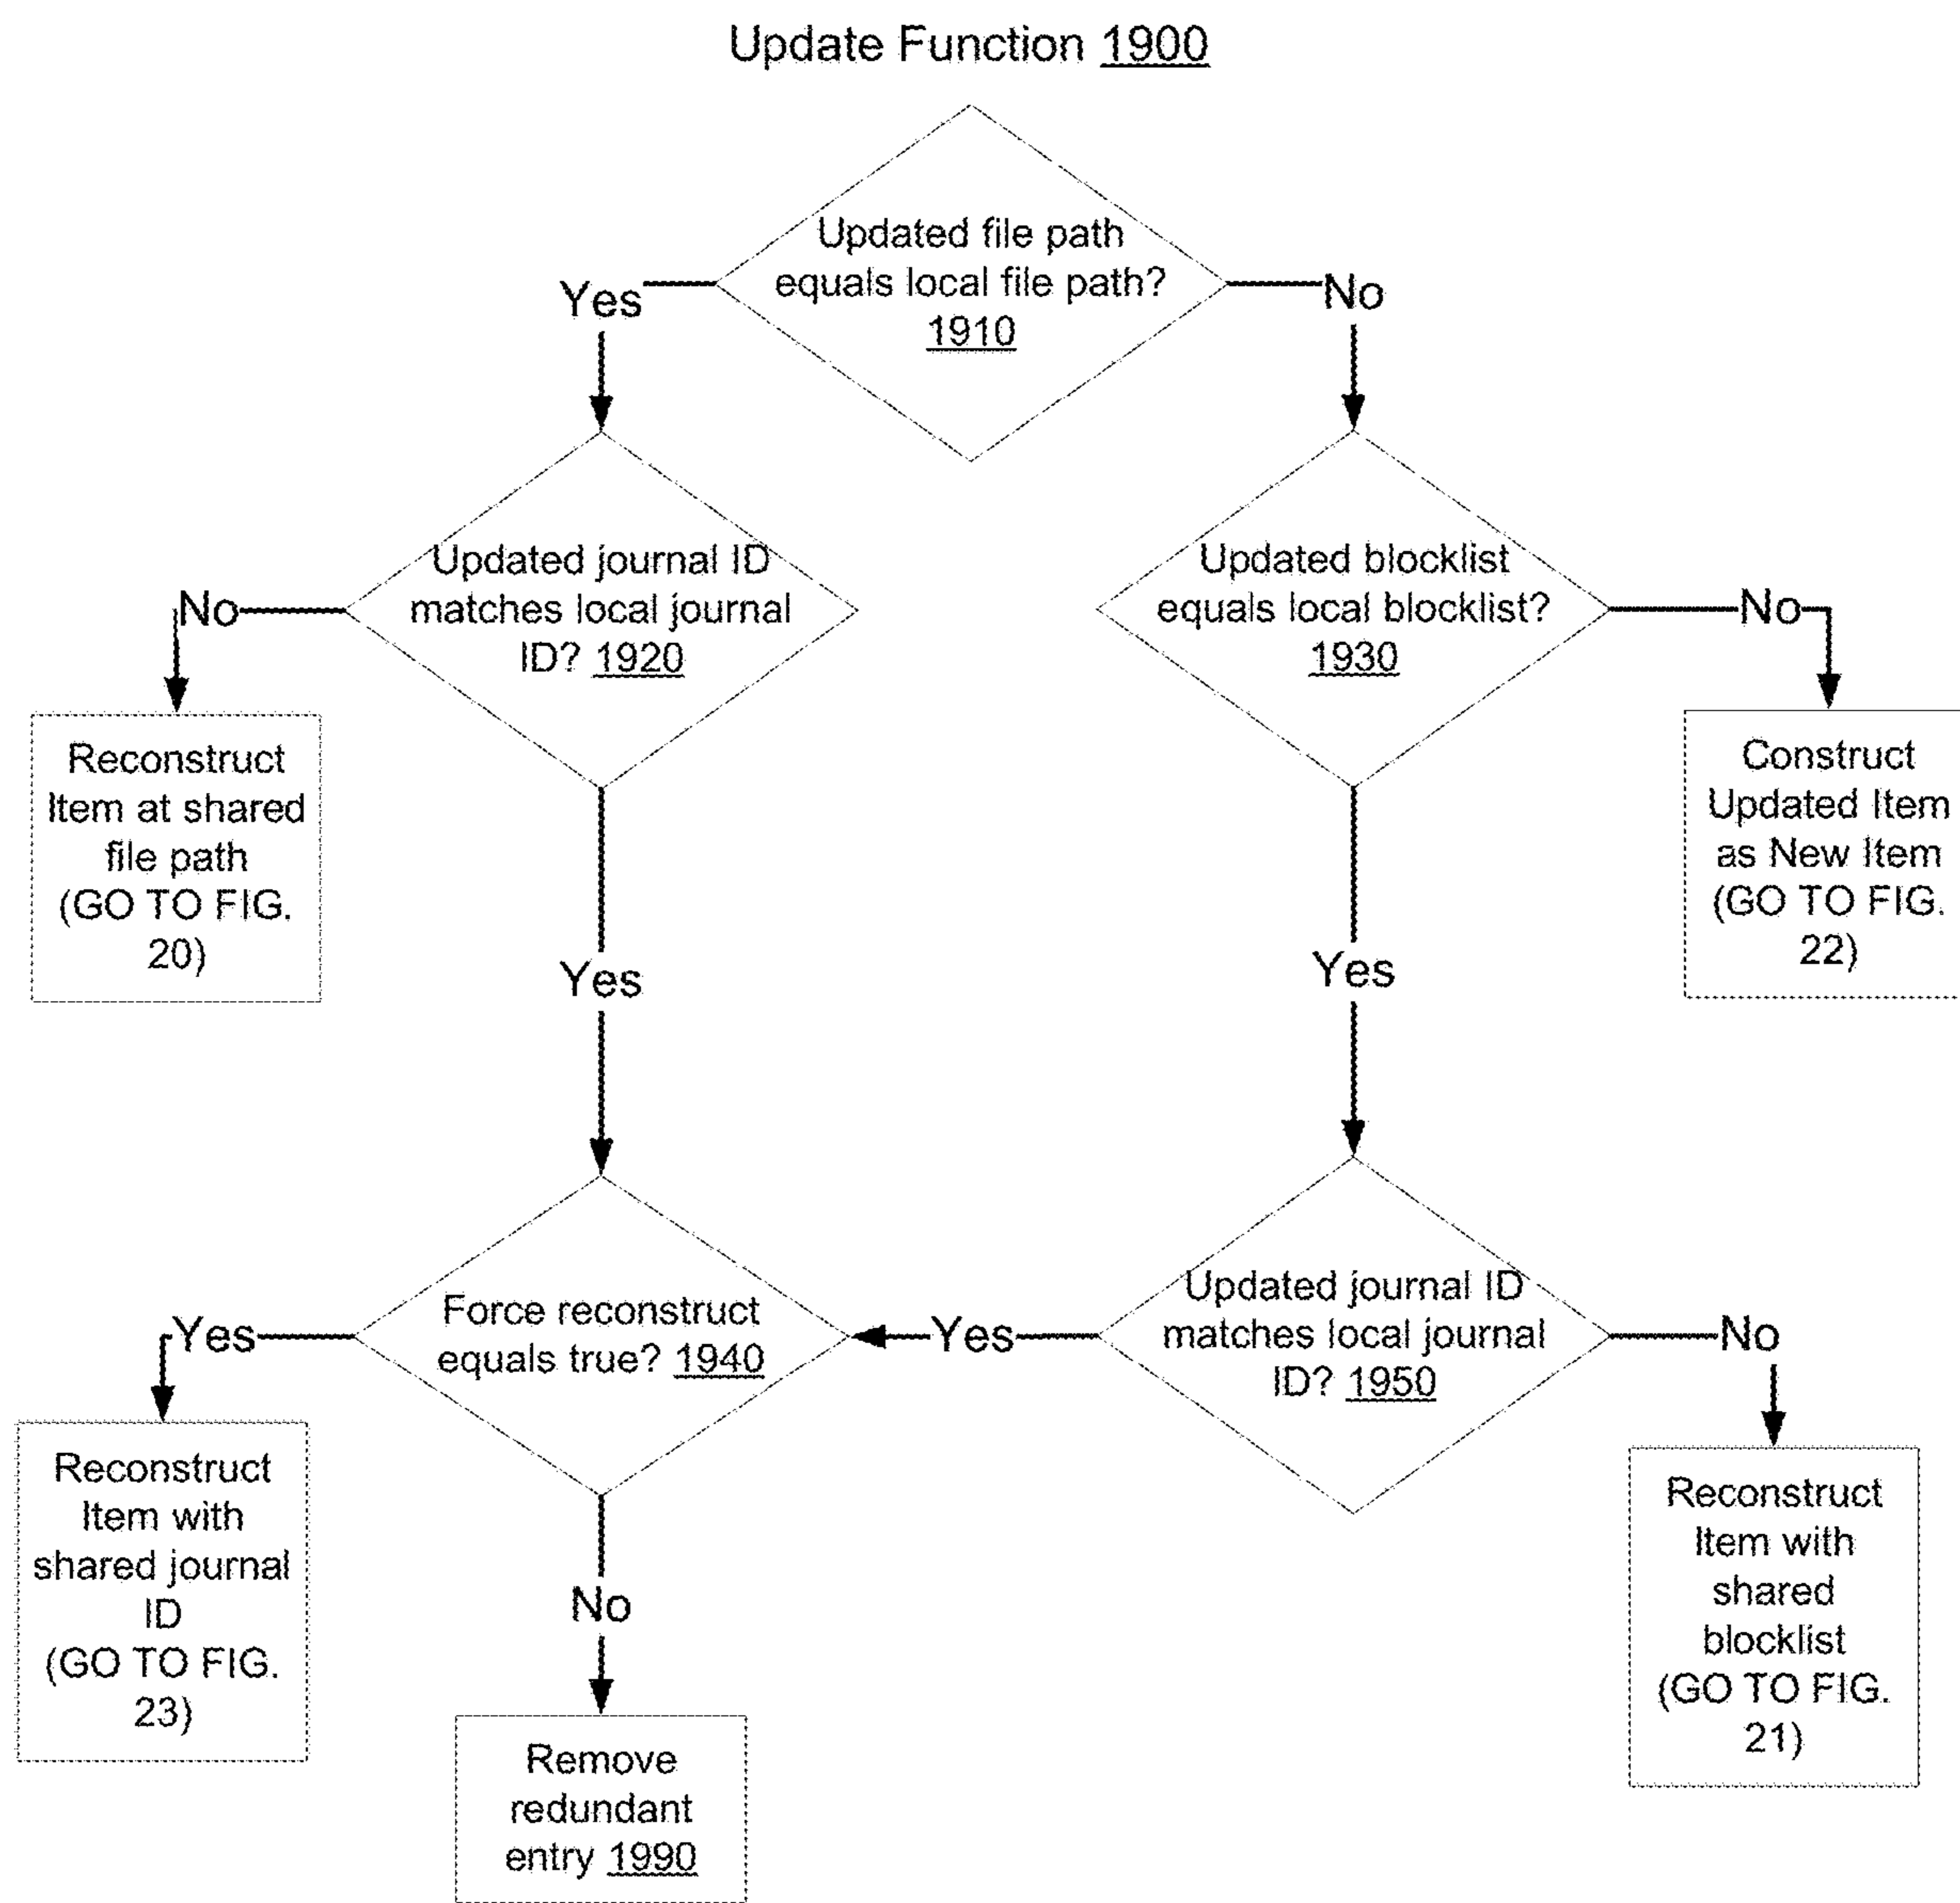 Update Function 1900
Updated file path
equals local file path?
1910
Yes
No
Updated journal ID
matches local journal
ID? 1920
Updated blocklist
equals local blocklist?
1930
No
No
Reconstruct
Item at shared
file path
(GO TO FIG.
20)
Construct
Updated Item
as New Item
(GO TO FIG.
22)
Yes
Yes
Force reconstruct
equals true? 1940
Updated journal ID
matches local journal
ID? 1950
Yes
Yes
No
Reconstruct
Item with
shared journal
ID
(GO TO FIG.
23)
Reconstruct
Item with
shared
blocklist
(GO TO FIG.
21)
No
Remove
redundant
entry 1990